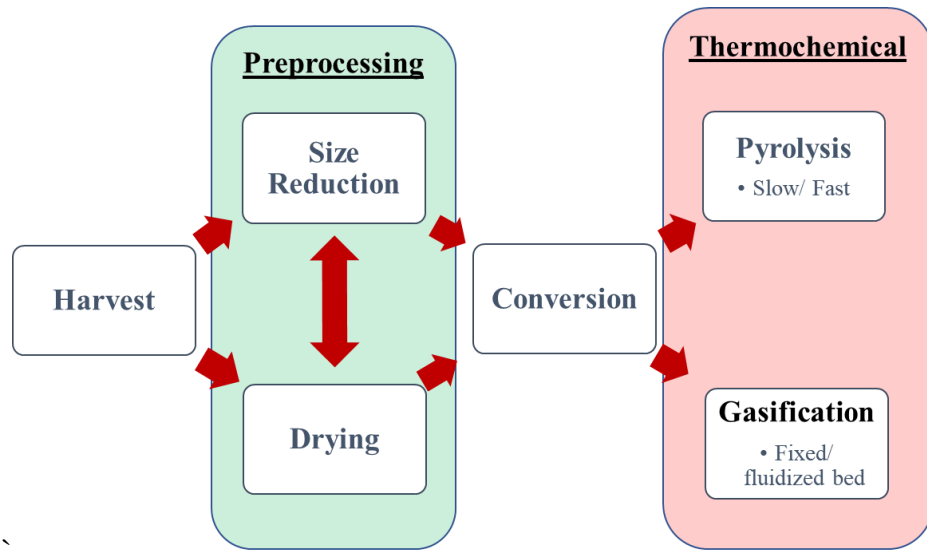 Preprocessing
Thermochemical
Size
Reduction
Pyrolysis
• Slow/ Fast
Harvest
Conversion
Drying
Gasification
• Fixed/
fluidized bed
`